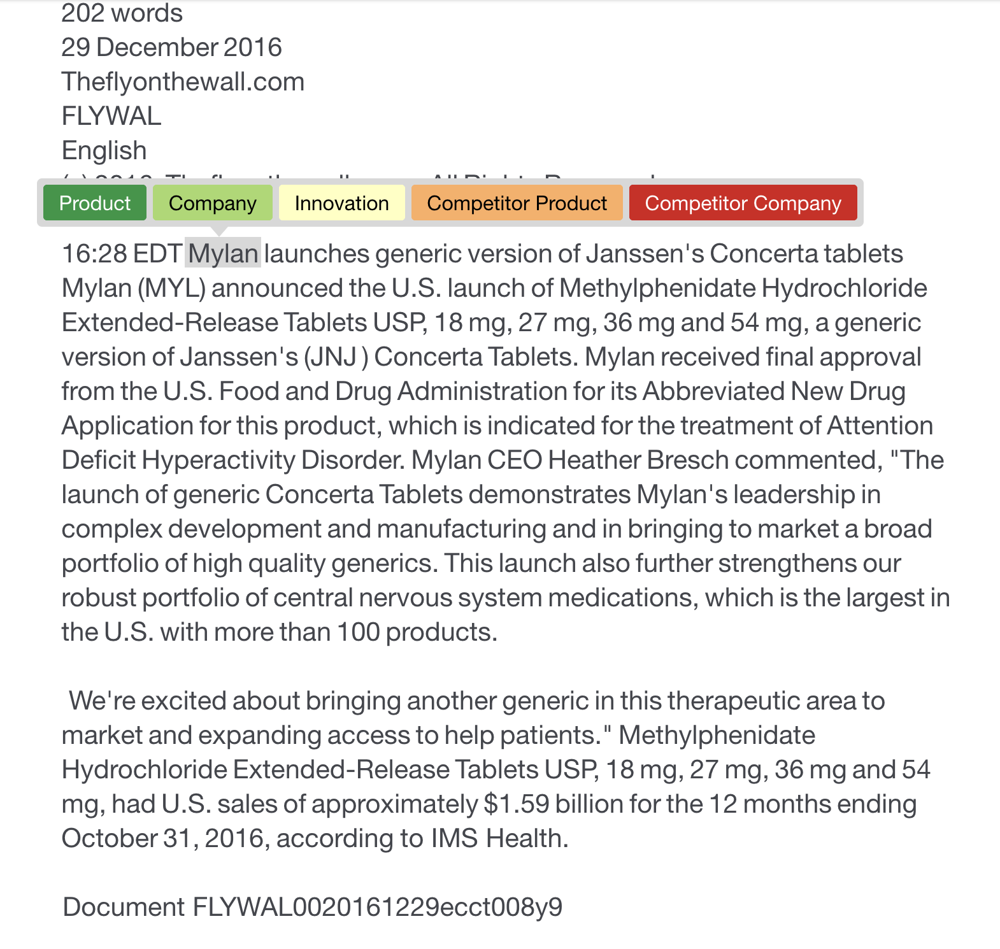 202 words
29 December 2016
Theflyonthewall.com
FLYWAL
English
Product Company Innovation Competitor Product Competitor Company
16:28 EDT Mylan launches generic version of Janssen's Concerta tablets
Mylan (MYL) announced the U.S. launch of Methylphenidate Hydrochloride
Extended-Release Tablets USP, 18 mg, 27 mg, 36 mg and 54 mg, a generic
version of Janssen's (JNJ ) Concerta Tablets. Mylan received final approval
from the U.S. Food and Drug Administration for its Abbreviated New Drug
Application for this product, which is indicated for the treatment of Attention
Deficit Hyperactivity Disorder. Mylan CEO Heather Bresch commented, "The
launch of generic Concerta Tablets demonstrates Mylan's leadership in
complex development and manufacturing and in bringing to market a broad
portfolio of high quality generics. This launch also further strengthens our
robust portfolio of central nervous system medications, which is the largest in
the U.S. with more than 100 products.
We're excited about bringing another generic in this therapeutic area to
market and expanding access to help patients." Methylphenidate
Hydrochloride Extended-Release Tablets USP, 18 mg, 27 mg, 36 mg and 54
mg, had U.S. sales of approximately $1.59 billion for the 12 months ending
October 31, 2016, according to IMS Health.
Document FLYWAL0020161229ecct008y9